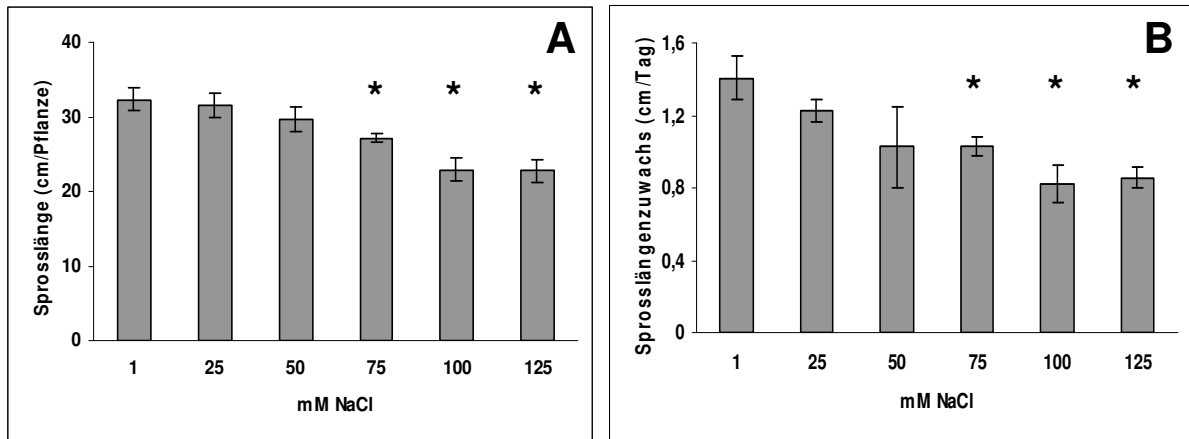 A
Sprosslänge (cm/Pflanze)
40
30
20
10
0
* * *
1 25 50 75 100 125
mM NaCl
B
Sprosslängenzuwachs (cm/Tag)
1,6
1,2
0,8
0,4
0
* * *
1 25 50 75 100 125
mM NaCl